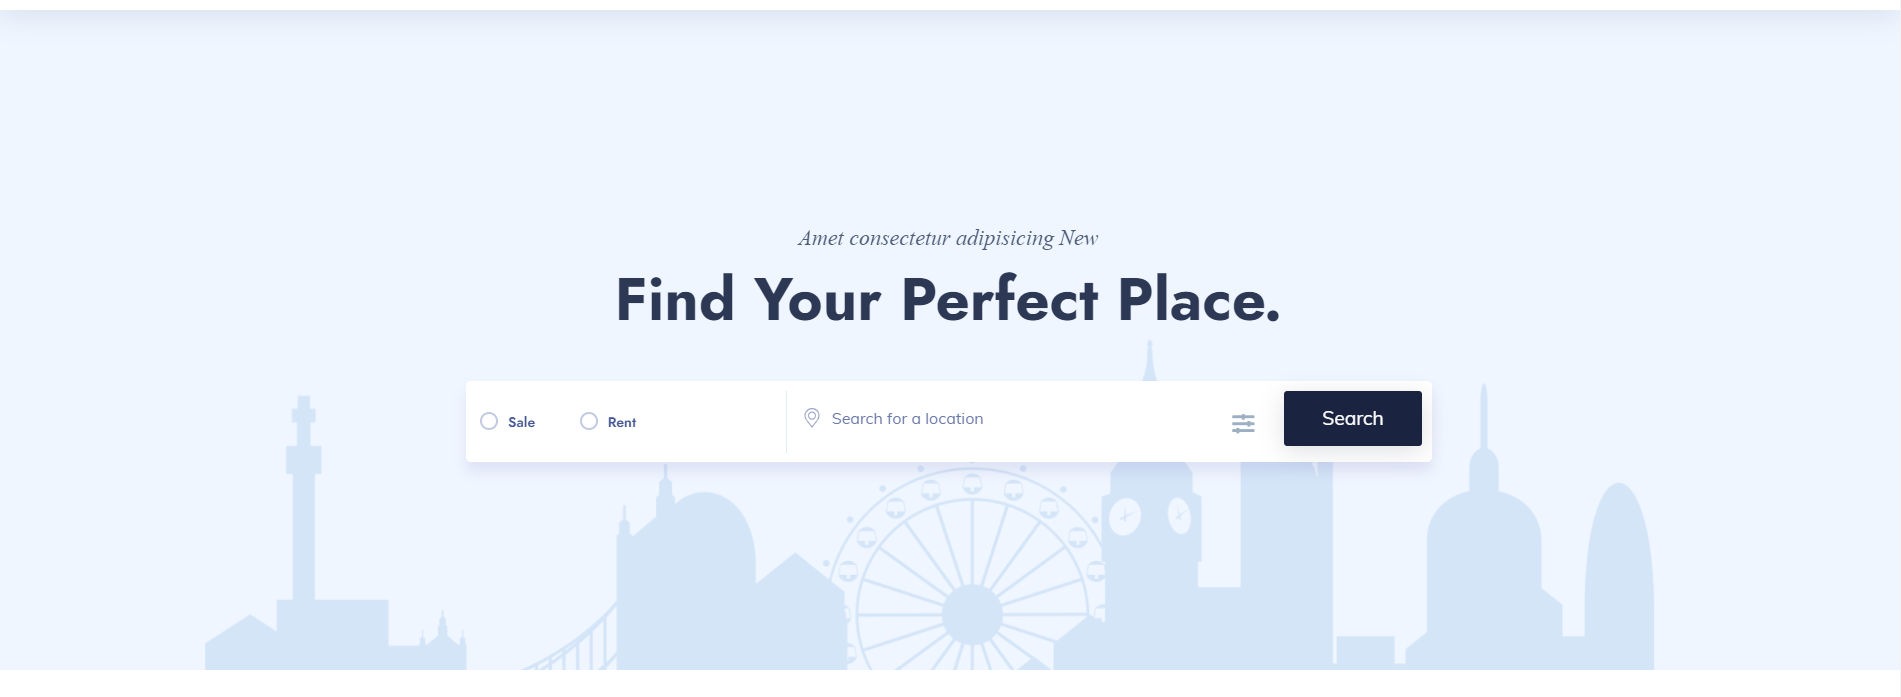 Amet consectetur adipisicing New
Find Your Perfect Place.
Sale
Rent
Search for a location
Search